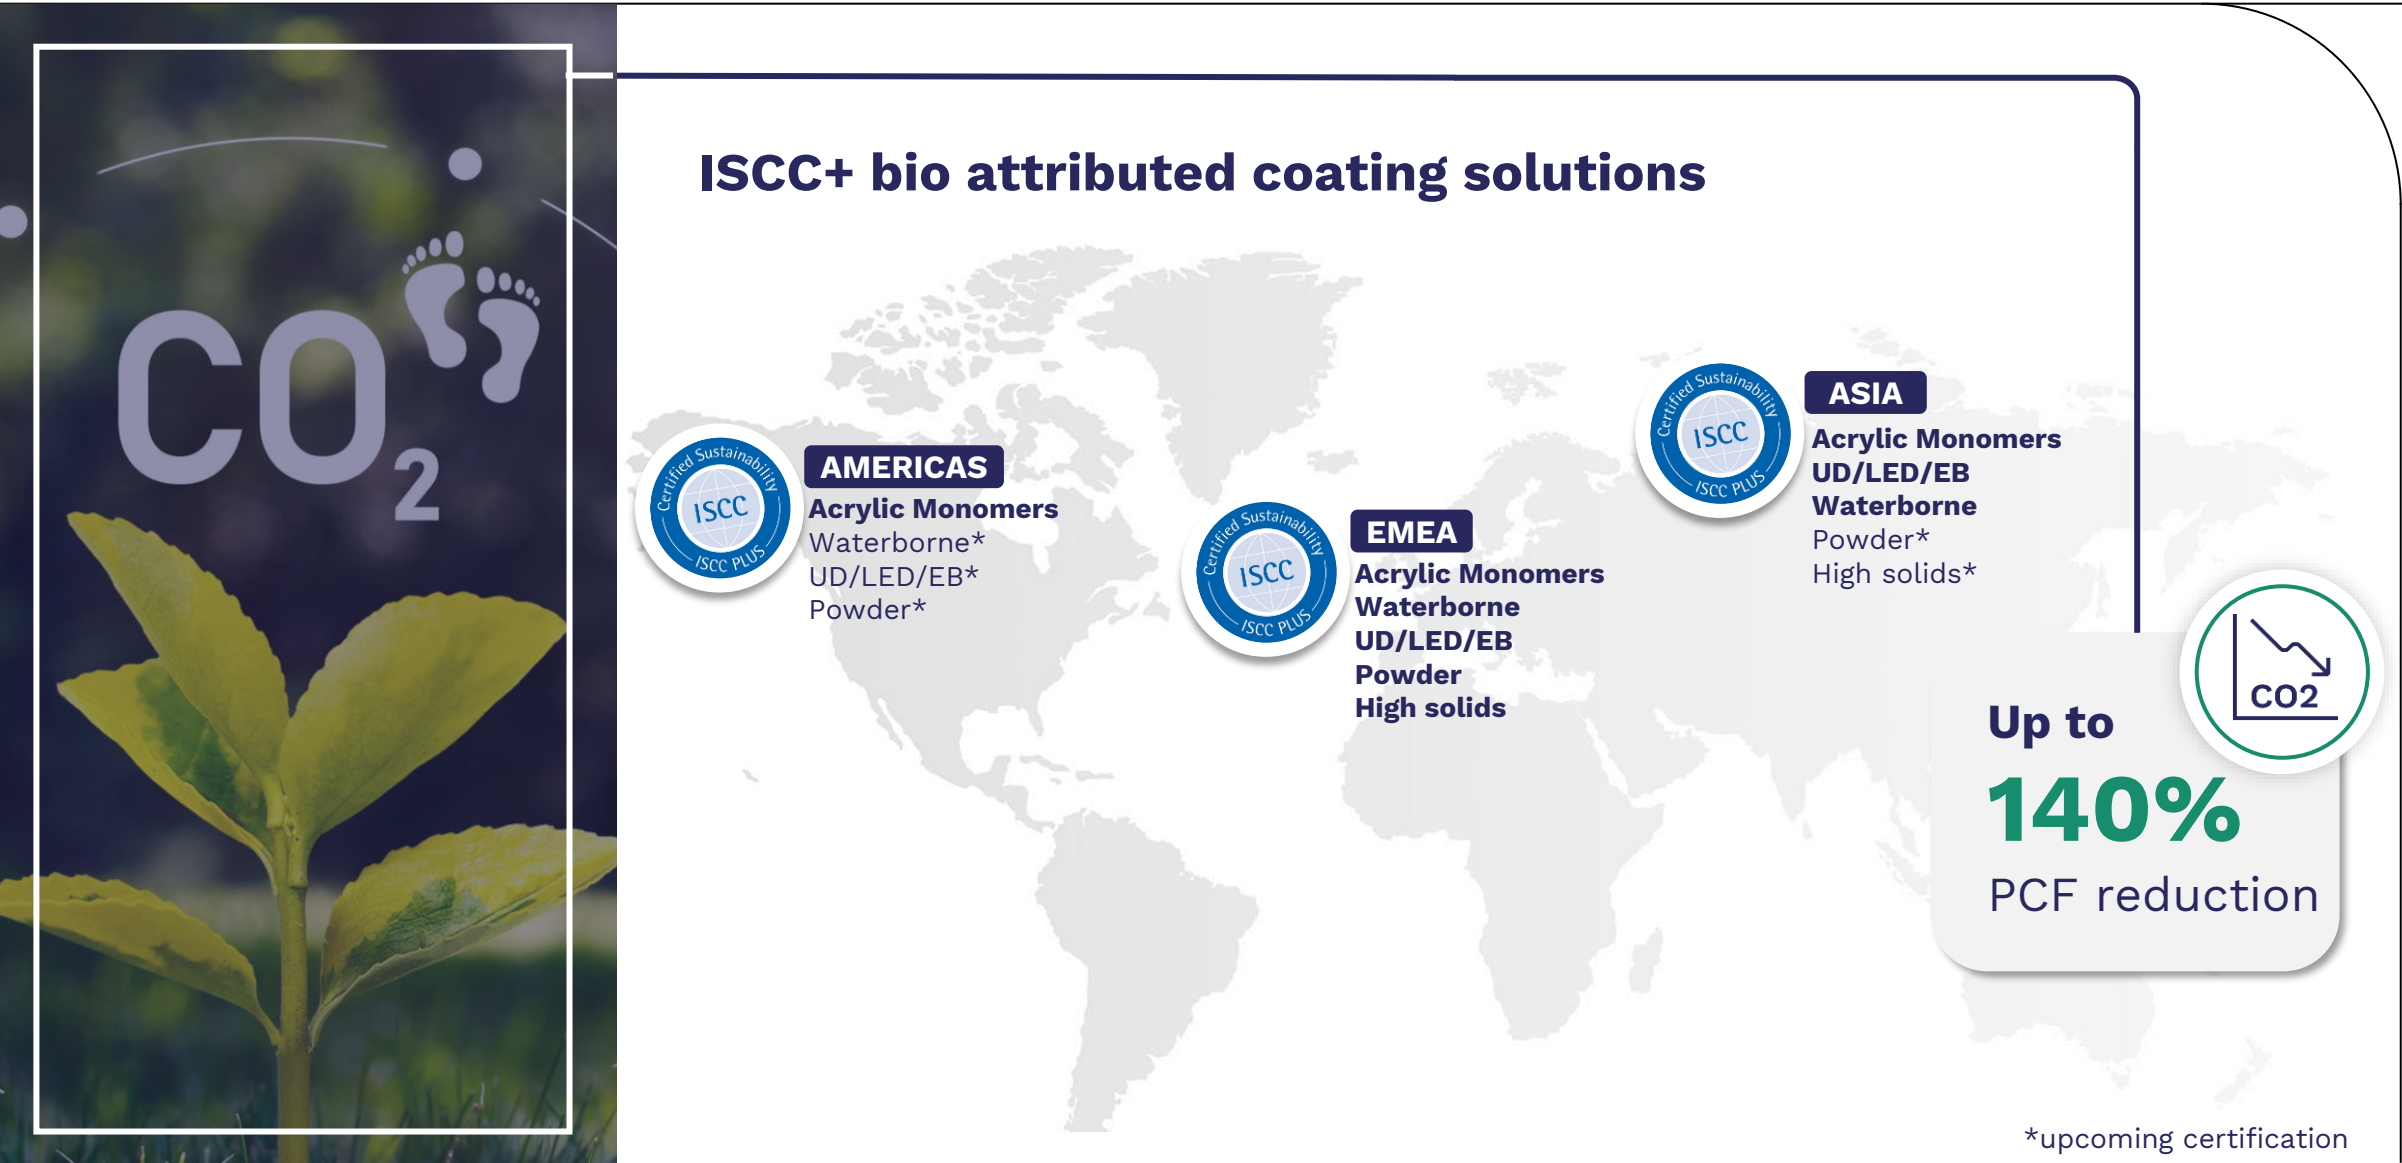 CO₂
ISCC+ bio attributed coating solutions
Certified Sustainability
ISCC
ISCC PLUS
AMERICAS
Acrylic Monomers
Waterborne*
UD/LED/EB*
Powder*
Certified Sustainability
ISCC
ISCC PLUS
EMEA
Acrylic Monomers
Waterborne
UD/LED/EB
Powder
High solids
Certified Sustainability
ISCC
ISCC PLUS
ASIA
Acrylic Monomers
UD/LED/EB
Waterborne
Powder*
High solids*
CO2
Up to
140%
PCF reduction
*upcoming certification